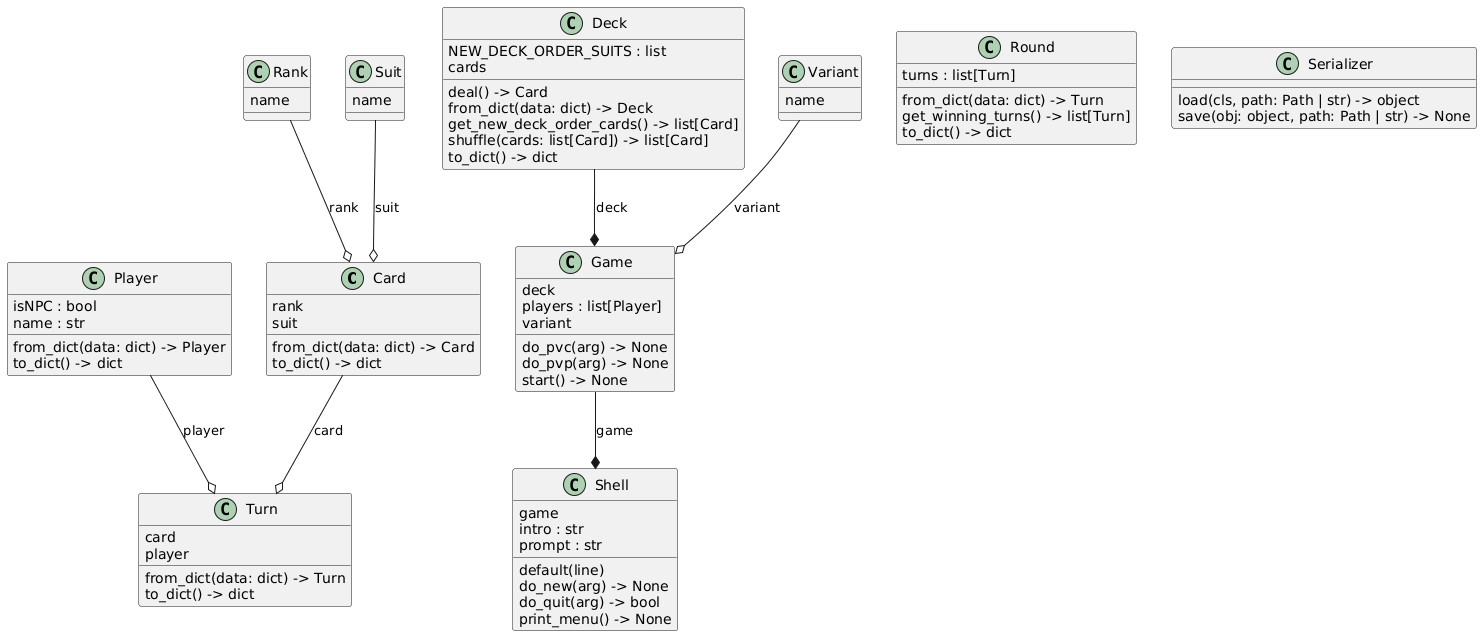 C Rank
name
C Suit
name
C Deck
NEW_DECK_ORDER_SUITS : list
cards
deal() -> Card
from_dict(data: dict) -> Deck
get_new_deck_order_cards() -> list[Card]
shuffle(cards: list[Card]) -> list[Card]
to_dict() -> dict
C Variant
name
C Round
turns : list[Turn]
from_dict(data: dict) -> Turn
get_winning_turns() -> list[Turn]
to_dict() -> dict
C Serializer
load(cls, path: Path | str) -> object
save(obj: object, path: Path | str) -> None
rank
suit
deck
variant
C Player
isNPC : bool
name : str
from_dict(data: dict) -> Player
to_dict() -> dict
C Card
rank
suit
from_dict(data: dict) -> Card
to_dict() -> dict
C Game
deck
players : list[Player]
variant
do_pvc(arg) -> None
do_pvp(arg) -> None
start() -> None
player
card
game
C Turn
card
player
from_dict(data: dict) -> Turn
to_dict() -> dict
C Shell
game
intro : str
prompt : str
default(line)
do_new(arg) -> None
do_quit(arg) -> bool
print_menu() -> None